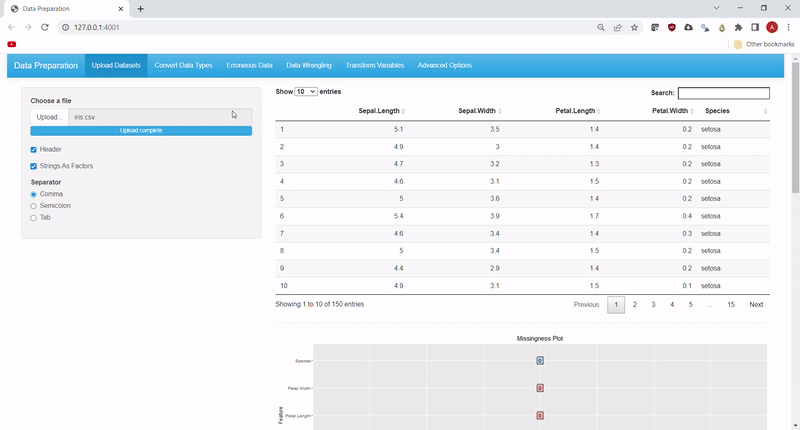 Data Preparation
127.0.0.1:4001
A
Other bookmarks
Data Preparation Upload Datasets Convert Data Types Erroneous Data Data Wrangling Transform Variables Advanced Options
Choose a file
Upload... iris.csv
Upload complete
Header
Strings As Factors
Separator
Comma
Semicolon
Tab
Show 10 entries Search:
Sepal.Length Sepal.Width Petal.Length Petal.Width Species
1 5.1 3.5 1.4 0.2 setosa
2 4.9 3 1.4 0.2 setosa
3 4.7 3.2 1.3 0.2 setosa
4 4.6 3.1 1.5 0.2 setosa
5 5 3.6 1.4 0.2 setosa
6 5.4 3.9 1.7 0.4 setosa
7 4.6 3.4 1.4 0.3 setosa
8 5 3.4 1.5 0.2 setosa
9 4.4 2.9 1.4 0.2 setosa
10 4.9 3.1 1.5 0.1 setosa
Showing 1 to 10 of 150 entries Previous 1 2 3 4 5 ... 15 Next
Missingness Plot
Species 0
Petal.Width 0
Petal.Length 0
Feature